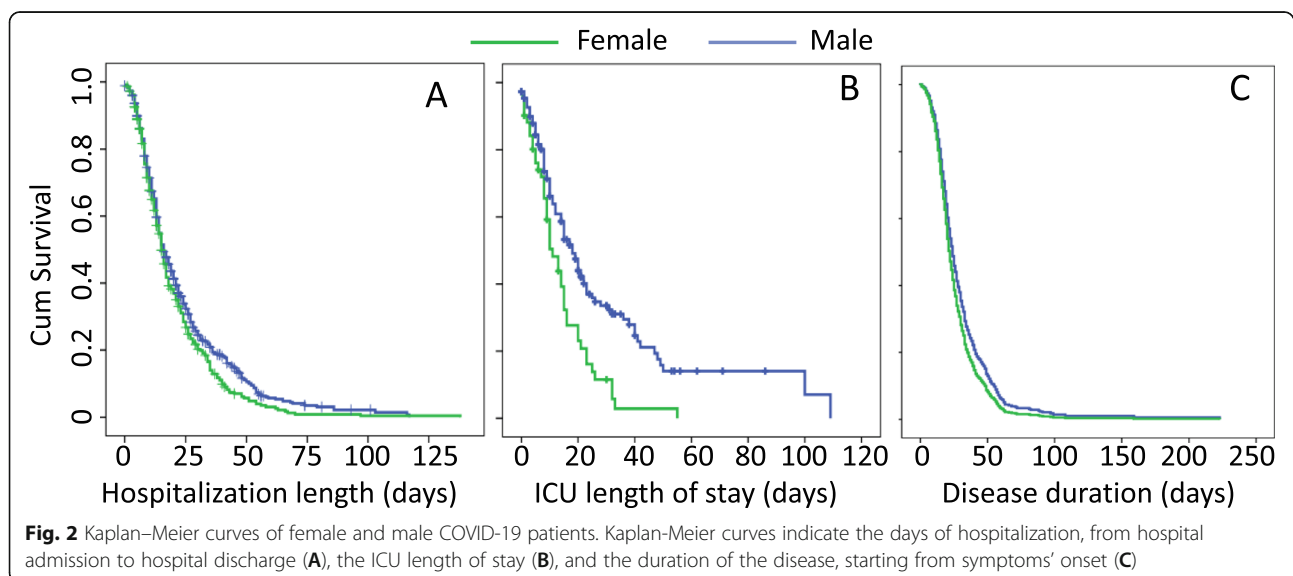 Female Male
A B C
Cum Survival
1.0
0.8
0.6
0.4
0.2
0
0 25 50 75 100 125
0 20 40 60 80 100 120
0 50 100 150 200 250
Hospitalization length (days) ICU length of stay (days) Disease duration (days)
Fig. 2 Kaplan–Meier curves of female and male COVID-19 patients. Kaplan-Meier curves indicate the days of hospitalization, from hospital
admission to hospital discharge (A), the ICU length of stay (B), and the duration of the disease, starting from symptoms’ onset (C)